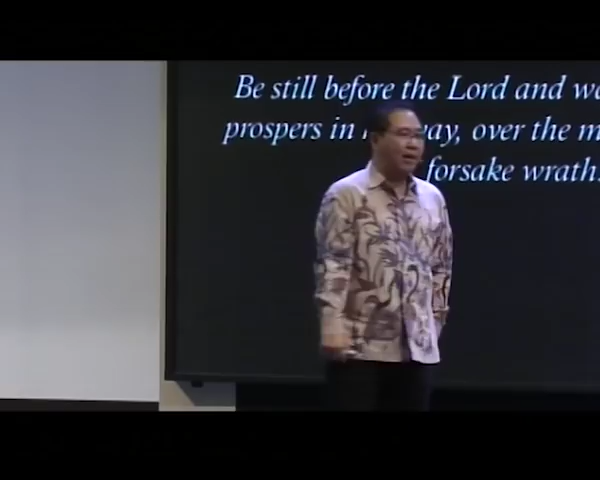 Be still before the Lord and
prospers in way, over the
forsake wrath